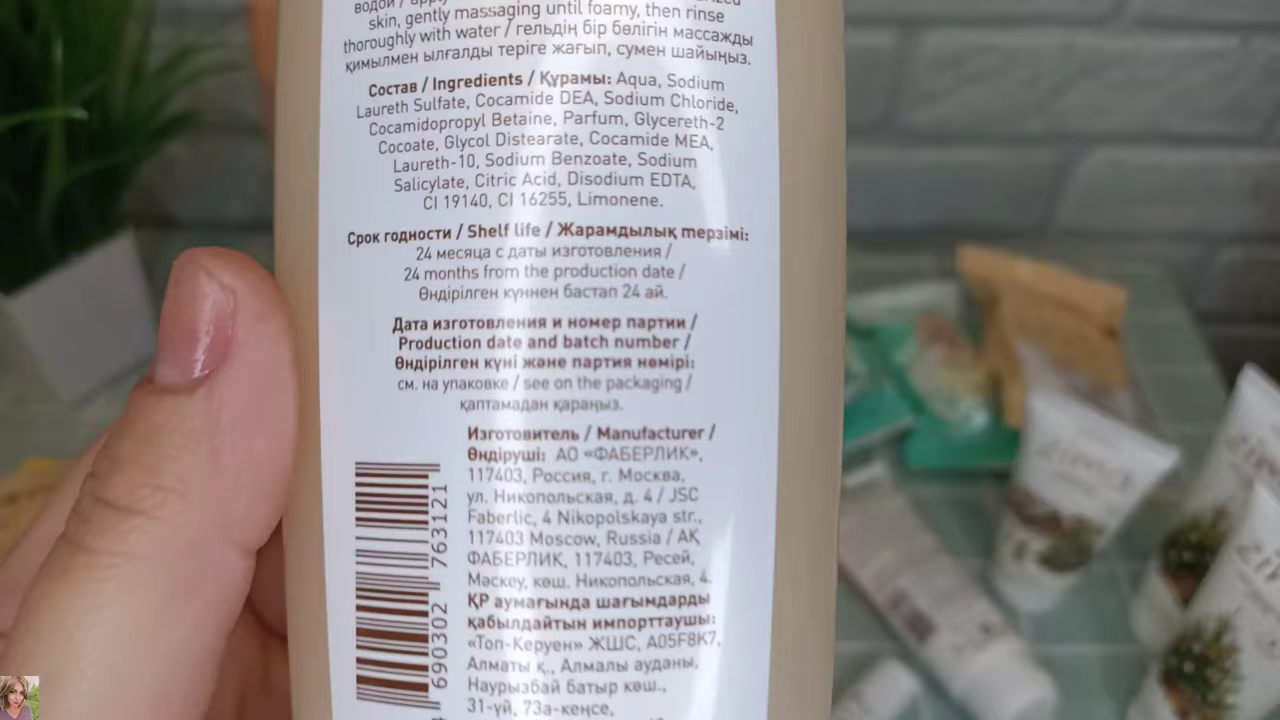 skin, gently massaging until foamy, then rinse
thoroughly with water / гельдің бір бөлігін массажды
қимылмен ылғалды теріге жағып, сумен шайыңыз.
Состав / Ingredients / Құрамы: Aqua, Sodium
Laureth Sulfate, Cocamide DEA, Sodium Chloride,
Cocamidopropyl Betaine, Parfum, Glycereth-2
Cocoate, Glycol Distearate, Cocamide MEA,
Laureth-10, Sodium Benzoate, Sodium
Salicylate, Citric Acid, Disodium EDTA,
CI 19140, CI 16255, Limonene.
Срок годности / Shelf life / Жарамдылық терзімі:
24 месяца с даты изготовления /
24 months from the production date /
Өндірілген күннен бастап 24 ай.
Дата изготовления и номер партии /
Production date and batch number /
Өндірілген күні және партия нөмірі:
см. на упаковке / see on the packaging /
қаптамадан қараңыз.
Изготовитель / Manufacturer /
Өндіруші: АО «ФАБЕРЛИК»,
117403, Россия, г. Москва,
ул. Никопольская, д. 4 / JSC
Faberlic, 4 Nikopolskaya str.,
117403 Moscow, Russia / АҚ
ФАБЕРЛИК, 117403, Ресей,
Мәскеу, көш. Никопольская, 4.
ҚР аумағында шағымдарды
қабылдайтын импорттаушы:
«Топ-Керуен» ЖШС, A05F8K7,
Алматы қ., Алмалы ауданы,
Наурызбай батыр көш.,
31-үй, 73а-кеңсе,
4 690302 763121